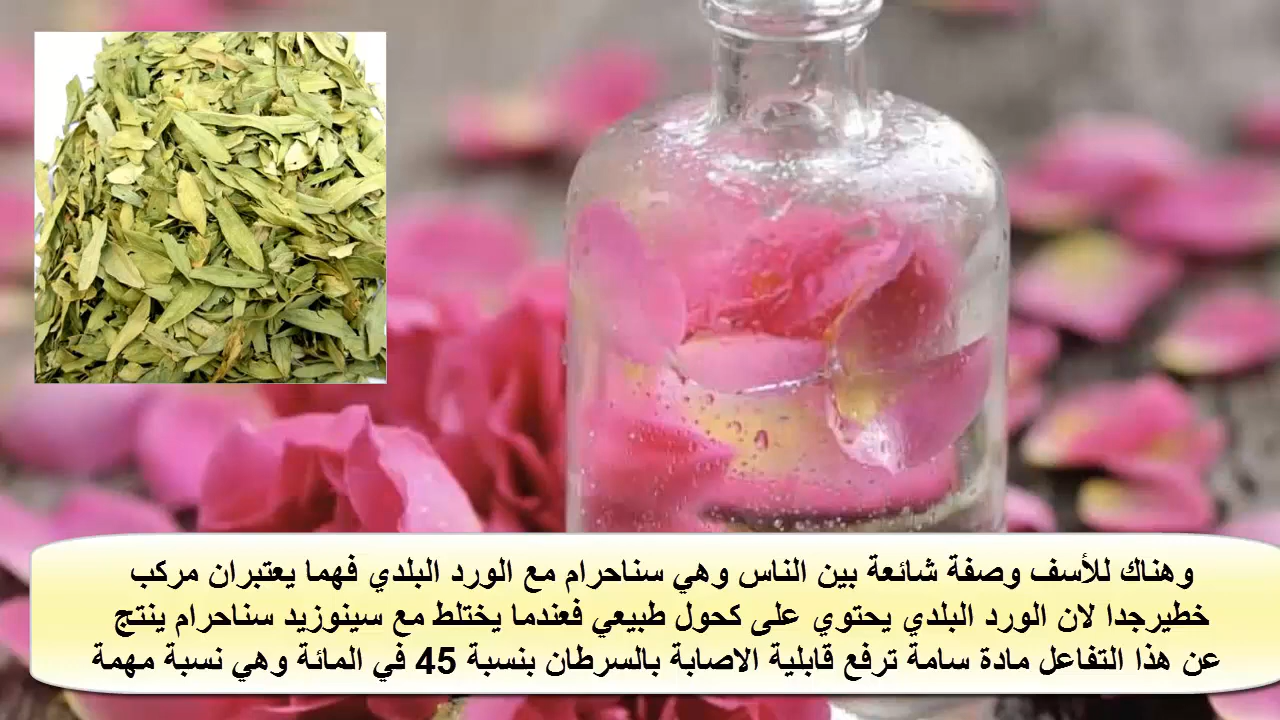 وهناك للأسف وصفة شائعة بين الناس وهي سناحرام مع الورد البلدي فهما يعتبران مركب
خطيرجدا لان الورد البلدي يحتوي على كحول طبيعي فعندما يختلط مع سينوزيد سناحرام ينتج
عن هذا التفاعل مادة سامة ترفع قابلية الاصابة بالسرطان بنسبة 45 في المائة وهي نسبة مهمة